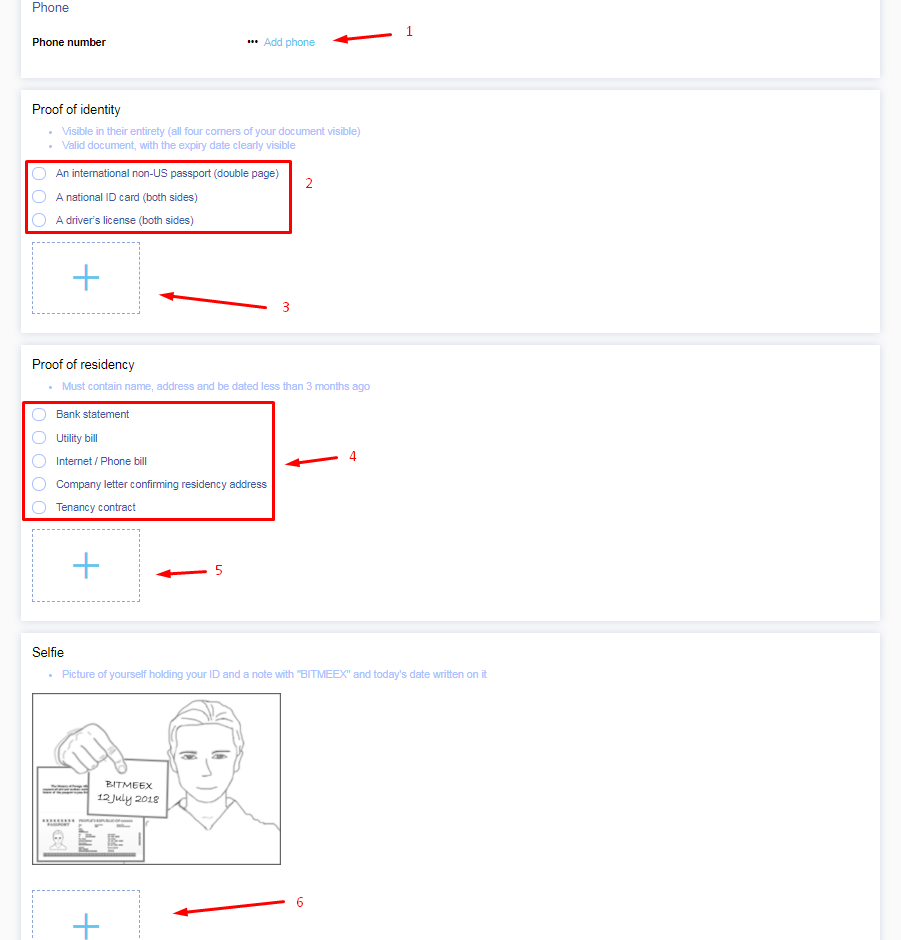 Phone
Phone number ••• Add phone 1
Proof of identity
• Visible in their entirety (all four corners of your document visible)
• Valid document, with the expiry date clearly visible
An international non-US passport (double page)
2
A national ID card (both sides)
A driver's license (both sides)
3
Proof of residency
• Must contain name, address and be dated less than 3 months ago
Bank statement
Utility bill
Internet / Phone bill
4
Company letter confirming residency address
Tenancy contract
5
Selfie
• Picture of yourself holding your ID and a note with "BITMEEX" and today's date written on it
BITMEEX
12 July 2018
PASSPORT
6